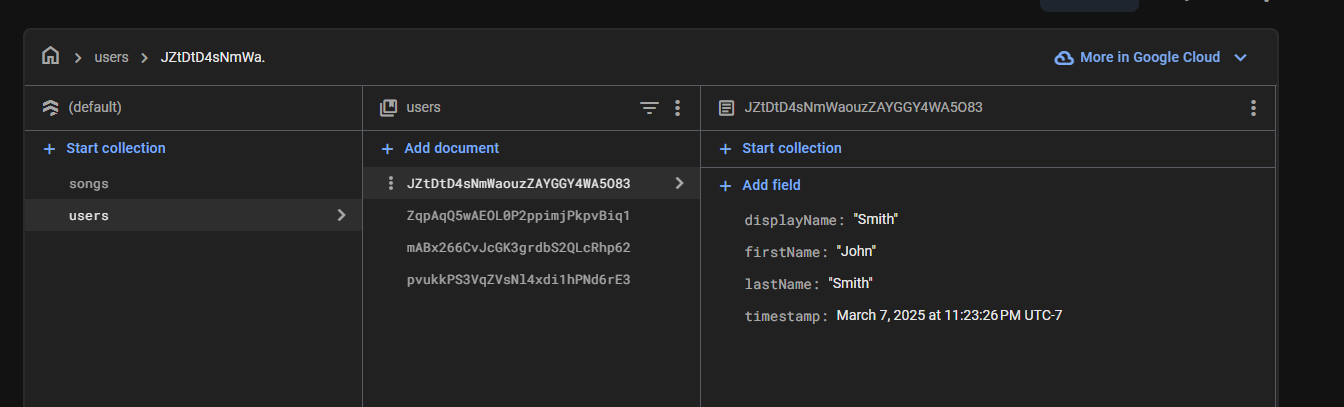 users JZtDtD4sNmWa.
More in Google Cloud
(default)
users
JZtDtD4sNmWaouzZAYGGY4WA5O83
+ Start collection
+ Add document
+ Start collection
songs
users
JZtDtD4sNmWaouzZAYGGY4WA5O83
ZqpAqQ5wAEOL0P2ppimjPkpvBiq1
mABx266CvJcGK3grdbS2QLcRhp62
pvukkPS3VqZVsNl4xdi1hPNd6rE3
+ Add field
displayName: "Smith"
firstName: "John"
lastName: "Smith"
timestamp: March 7, 2025 at 11:23:26 PM UTC-7